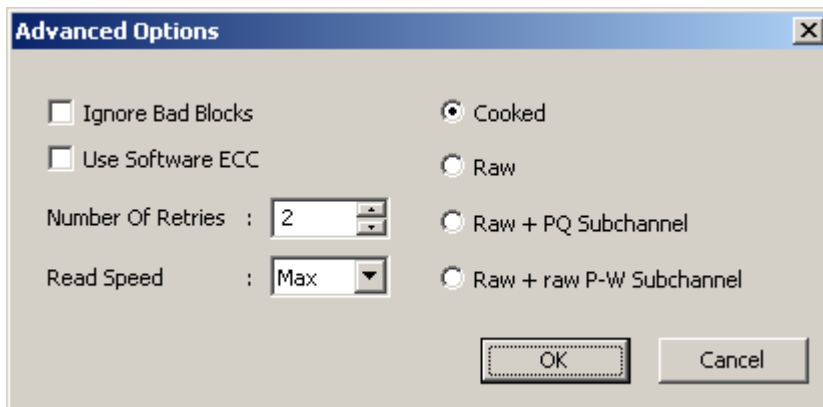 Advanced Options
Ignore Bad Blocks
Use Software ECC
Number Of Retries : 2
Read Speed : Max
Cooked
Raw
Raw + PQ Subchannel
Raw + raw P-W Subchannel
OK
Cancel